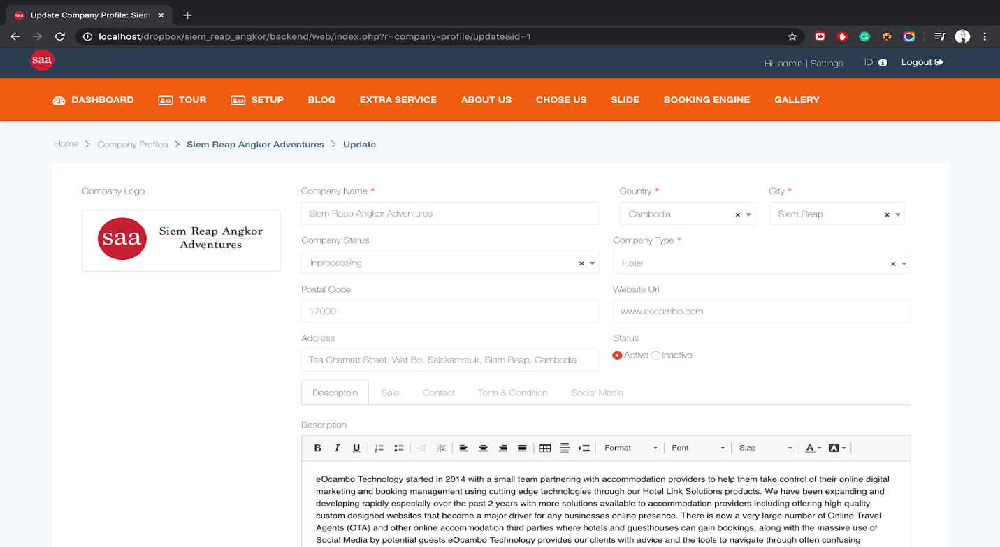 saa Update Company Profile: Siem
localhost/dropbox/siem_reap_angkor/backend/web/index.php?r=company-profile/update&id=1
saa
Hi, admin | Settings ID: Logout
DASHBOARD TOUR SETUP BLOG EXTRA SERVICE ABOUT US CHOSE US SLIDE BOOKING ENGINE GALLERY
Home > Company Profiles > Siem Reap Angkor Adventures > Update
Company Logo
saa Siem Reap Angkor
Adventures
Company Name * Country * City *
Siem Reap Angkor Adventures Cambodia × Siem Reap ×
Company Status Company Type *
Inprocessing × Hotel ×
Postal Code Website Url
17000 www.eocambo.com
Address Status
Tea Chamrat Street, Wat Bo, Salakamreuk, Siem Reap, Cambodia Active Inactive
Descriptoin Sale Contact Term & Condition Social Media
Description
B I U Format Font Size A A
eOcambo Technology started in 2014 with a small team partnering with accommodation providers to help them take control of their online digital
marketing and booking management using cutting edge technologies through our Hotel Link Solutions products. We have been expanding and
developing rapidly especially over the past 2 years with more solutions available to accommodation providers including offering high quality
custom designed websites that become a major driver for any businesses online presence. There is now a very large number of Online Travel
Agents (OTA) and other online accommodation third parties where hotels and guesthouses can gain bookings, along with the massive use of
Social Media by potential guests eOcambo Technology provides our clients with advice and the tools to navigate through often confusing